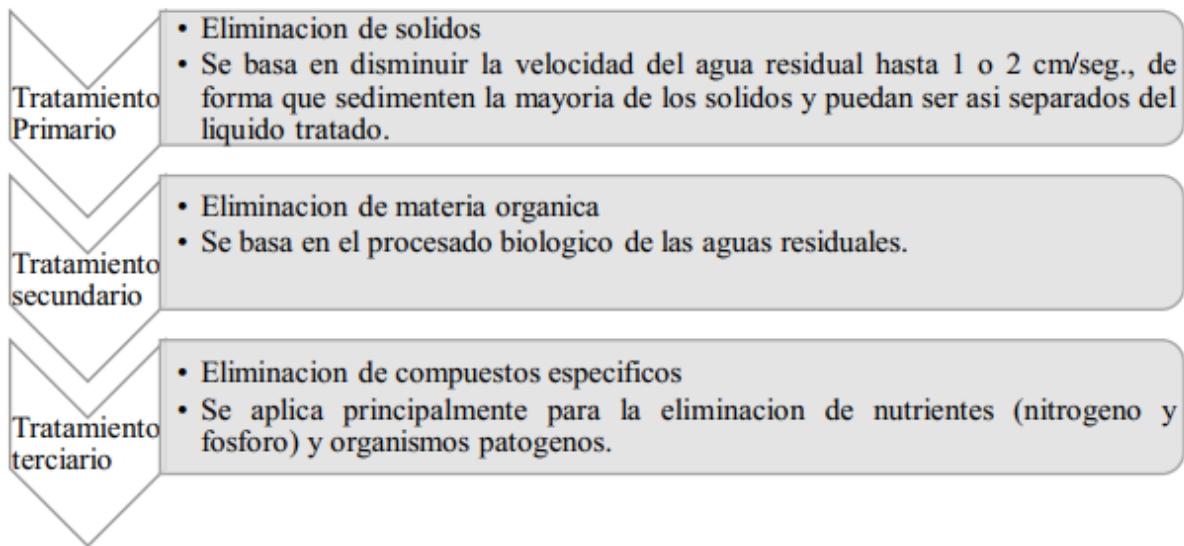 Tratamiento
Primario
• Eliminacion de solidos
• Se basa en disminuir la velocidad del agua residual hasta 1 o 2 cm/seg., de
forma que sedimenten la mayoria de los solidos y puedan ser asi separados del
liquido tratado.
Tratamiento
secundario
• Eliminacion de materia organica
• Se basa en el procesado biologico de las aguas residuales.
Tratamiento
terciario
• Eliminacion de compuestos especificos
• Se aplica principalmente para la eliminacion de nutrientes (nitrogeno y
fosforo) y organismos patogenos.